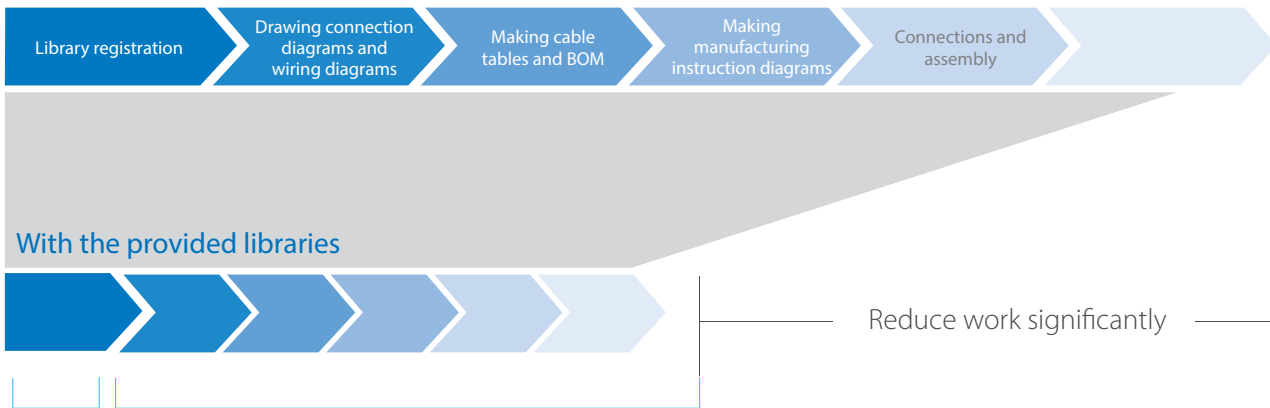 Library registration
Drawing connection
diagrams and
wiring diagrams
Making cable
tables and BOM
Making
manufacturing
instruction diagrams
Connections and
assembly
With the provided libraries
Reduce work significantly